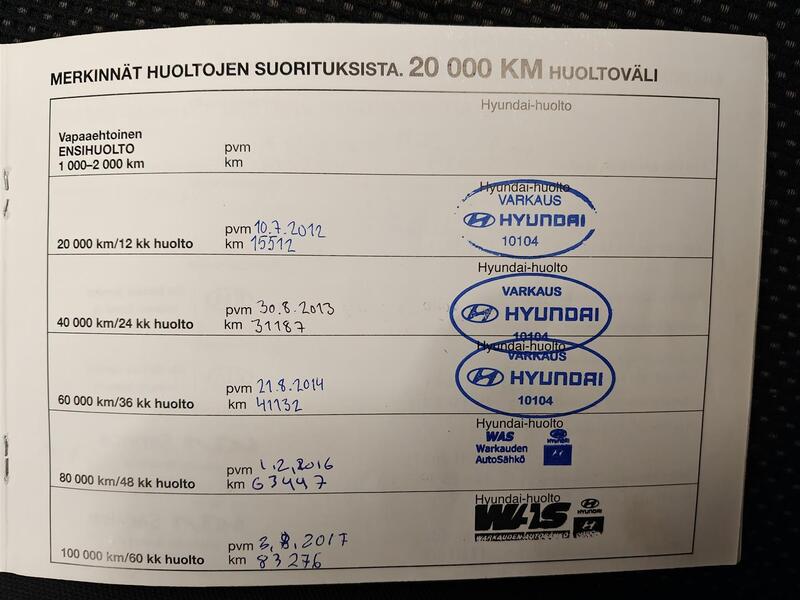 MERKINNÄT HUOLTOJEN SUORITUKSISTA. 20 000 KM HUOLTOVÄLI
Hyundai-huolto
Vapaaehtoinen
ENSIHUOLTO pvm
1 000–2 000 km km
Hyundai-huolto
VARKAUS
HYUNDAI
10104
pvm 10.7.2012
20 000 km/12 kk huolto km 15512
Hyundai-huolto
VARKAUS
HYUNDAI
10104
pvm 30.8.2013
40 000 km/24 kk huolto km 31187
Hyundai-huolto
VARKAUS
HYUNDAI
10104
pvm 21.8.2014
60 000 km/36 kk huolto km 41132
Hyundai-huolto
WAS HYUNDAI
Warkauden
AutoSähkö
pvm 1.2.2016
80 000 km/48 kk huolto km 63447
Hyundai-huolto
WAS HYUNDAI
pvm 3.8.2017
100 000 km/60 kk huolto km 83276